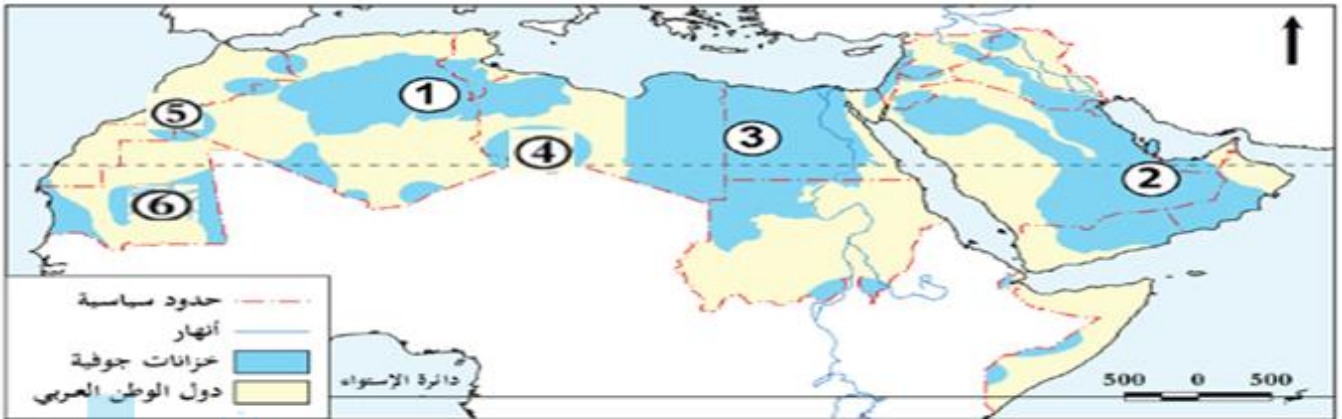 1
2
3
4
5
6
حدود سياسية
أنهار
خزانات جوفية
دول الوطن العربي
دائرة الإستواء
500 0 500 كم